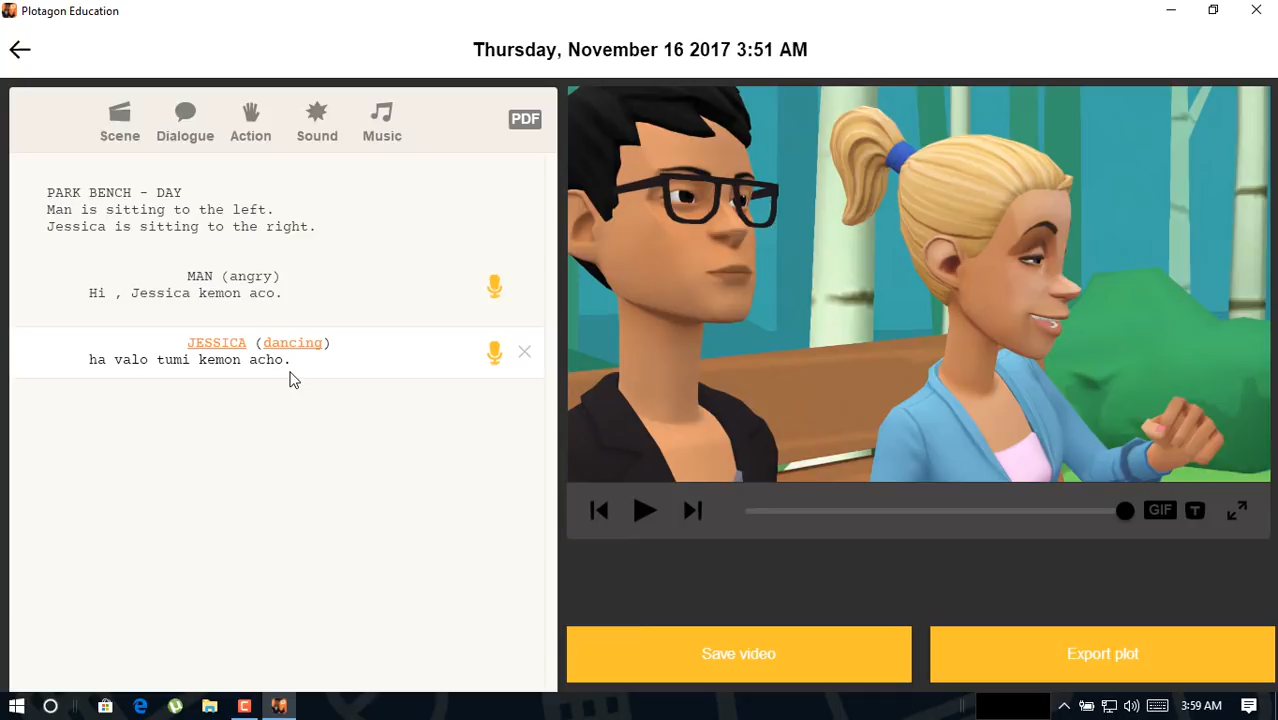 Plotagon Education
Thursday, November 16 2017 3:51 AM
Scene
Dialogue
Action
Sound
Music
PDF
PARK BENCH - DAY
Man is sitting to the left.
Jessica is sitting to the right.
MAN (angry)
Hi , Jessica kemon aco.
JESSICA (dancing)
ha valo tumi kemon acho.
GIF
T
Save video
Export plot
3:59 AM